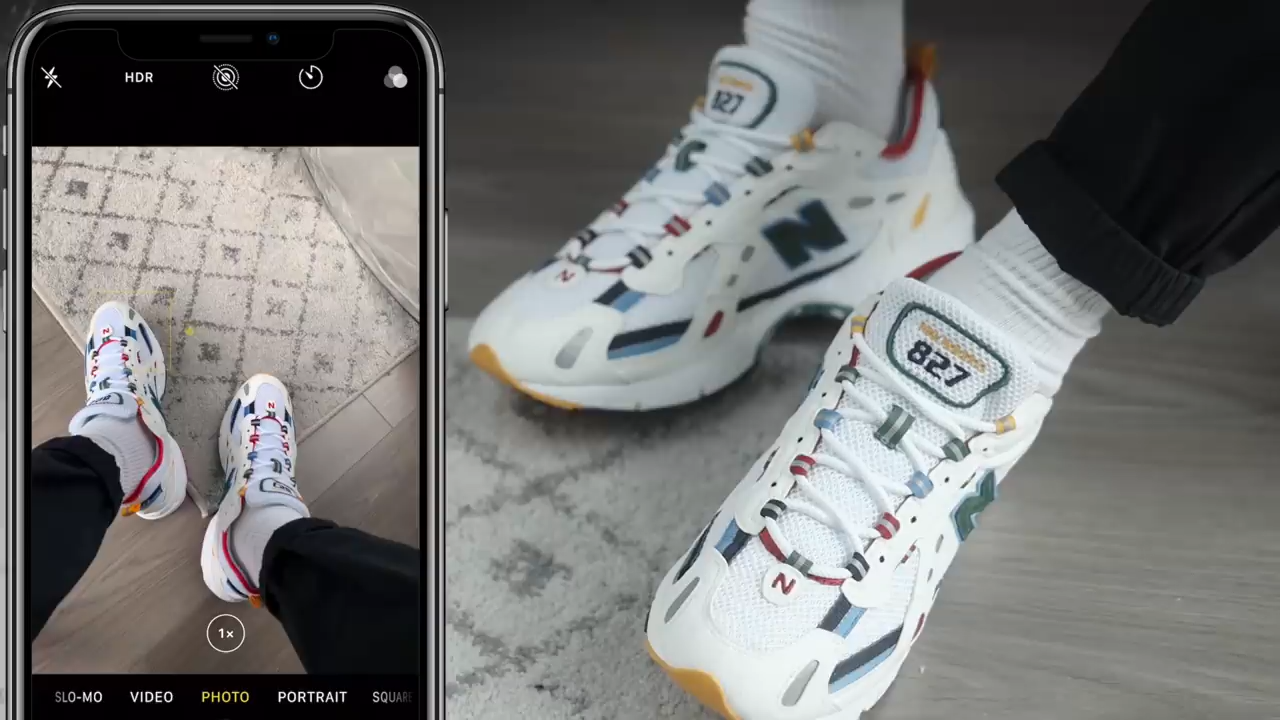 HDR
1×
SLO-MO
VIDEO
PHOTO
PORTRAIT
SQUARE
827
N
N
827
N
N